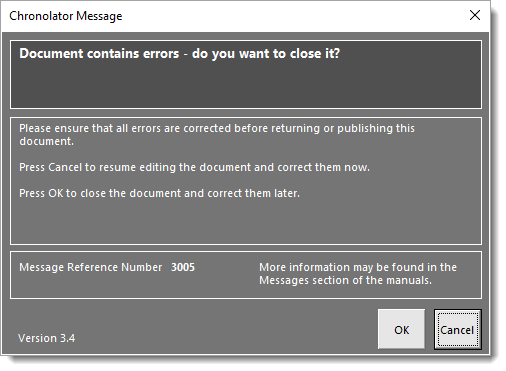 Chronolator Message
Document contains errors - do you want to close it?
Please ensure that all errors are corrected before returning or publishing this
document.
Press Cancel to resume editing the document and correct them now.
Press OK to close the document and correct them later.
Message Reference Number 3005
More information may be found in the
Messages section of the manuals.
Version 3.4
OK
Cancel